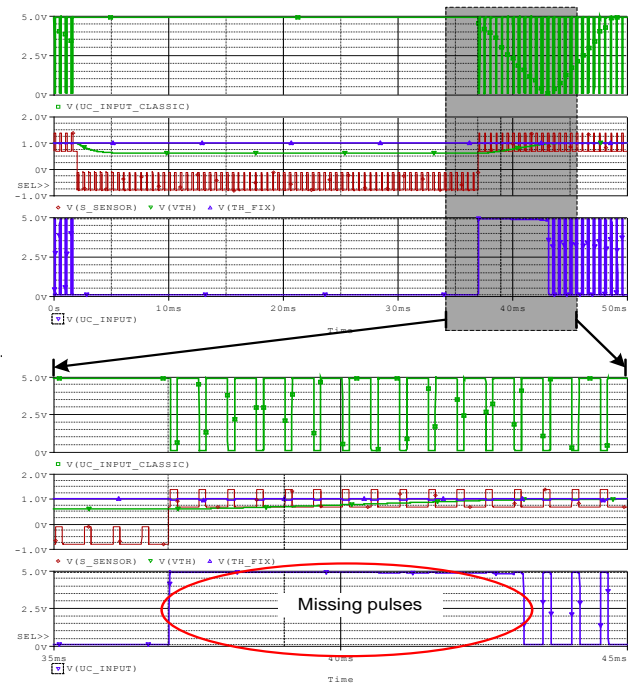 5.0V
2.5V
0V
V(UC_INPUT_CLASSIC)
2.0V
1.0V
0V
SEL>>
-1.0V
V(S_SENSOR) V(VTH) V(TH_FIX)
5.0V
2.5V
0V
0s 10ms 20ms 30ms 40ms 50ms
V(UC_INPUT)
Time
5.0V
2.5V
0V
V(UC_INPUT_CLASSIC)
2.0V
1.0V
0V
-1.0V
V(S_SENSOR) V(VTH) V(TH_FIX)
5.0V
Missing pulses
2.5V
SEL>>
0V
35ms 40ms 45ms
V(UC_INPUT)
Time